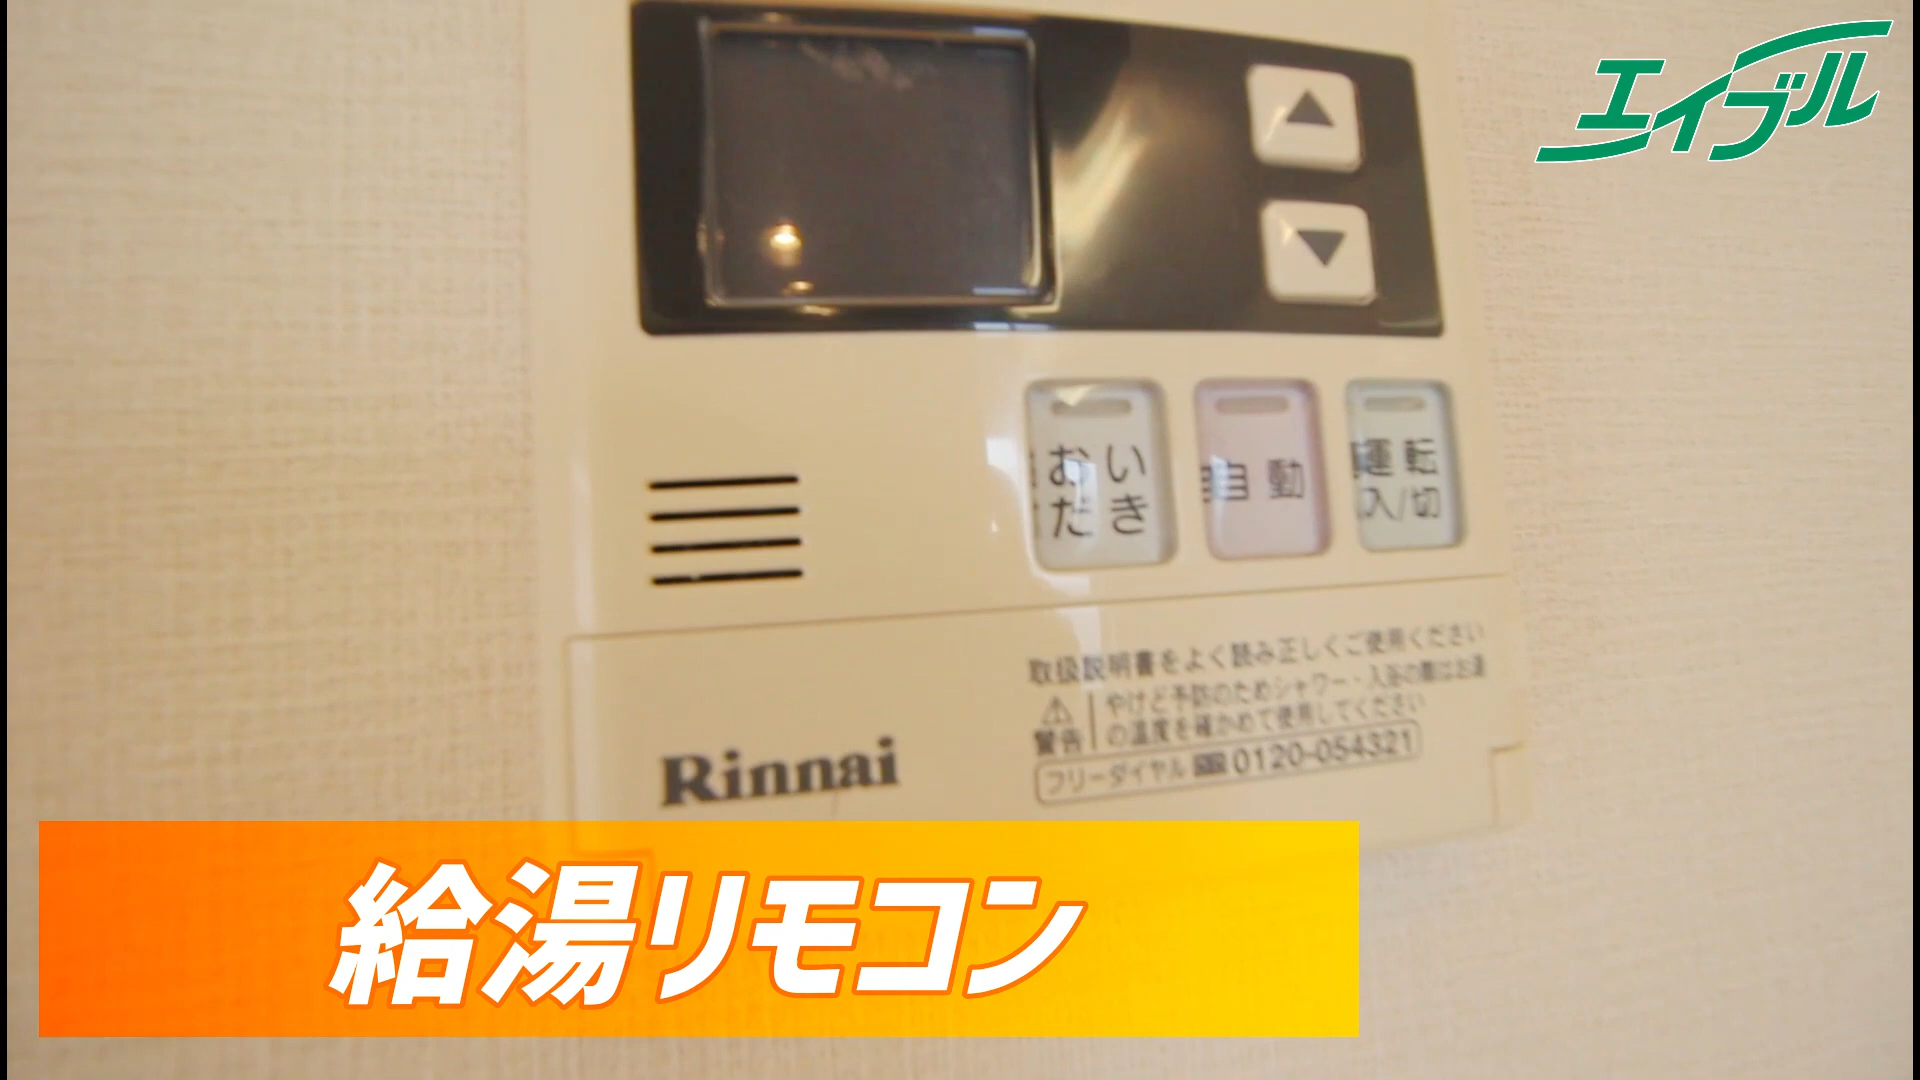 エイブル
おい
だき
自動
運転
入/切
取扱説明書をよく読み正しくご使用ください
⚠警告
やけど予防のためシャワー・入浴の際はお湯
の温度を確かめて使用してください
フリーダイヤル 0120-054321
Rinnai
給湯リモコン